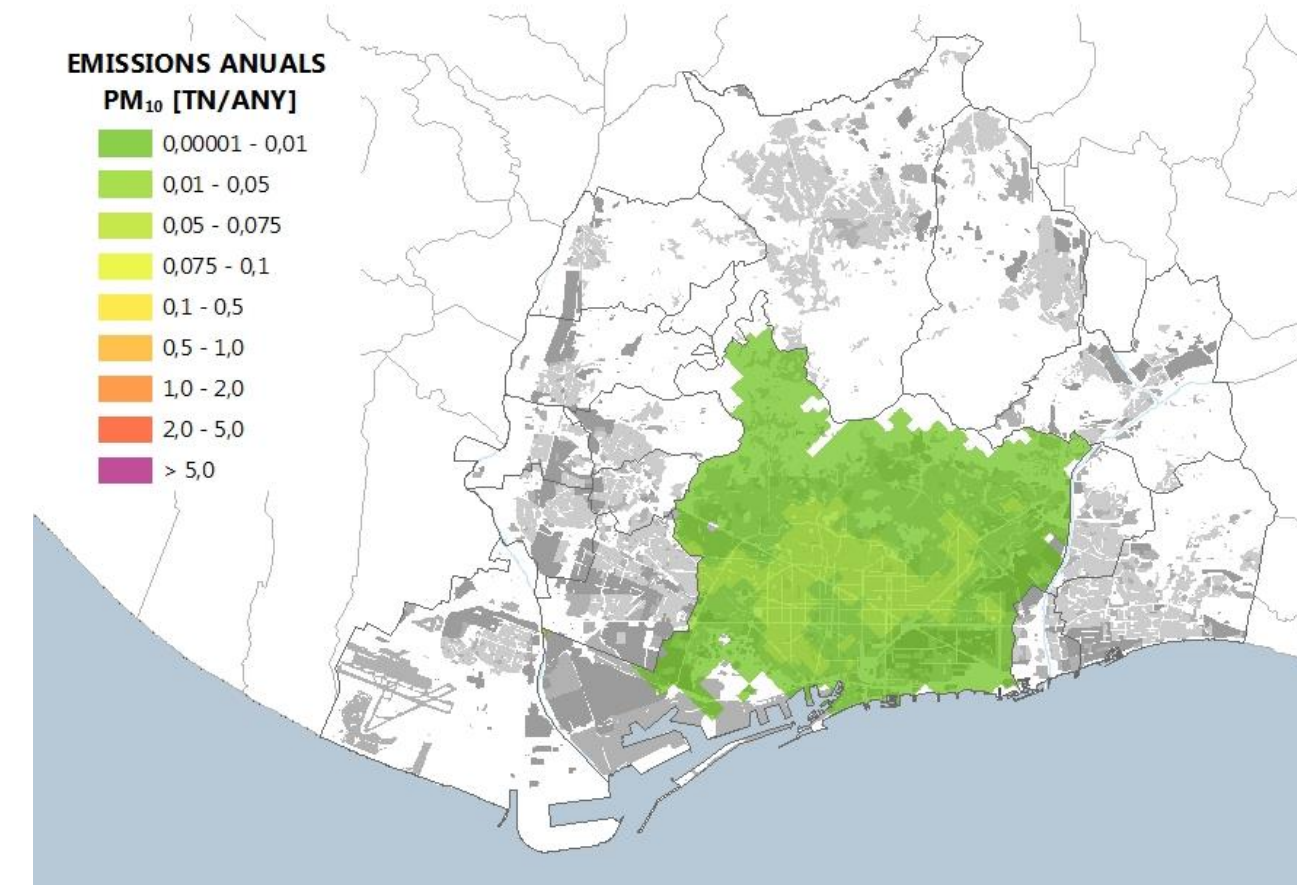 EMISSIONS ANUALS
PM₁₀ [TN/ANY]
0,00001 - 0,01
0,01 - 0,05
0,05 - 0,075
0,075 - 0,1
0,1 - 0,5
0,5 - 1,0
1,0 - 2,0
2,0 - 5,0
> 5,0